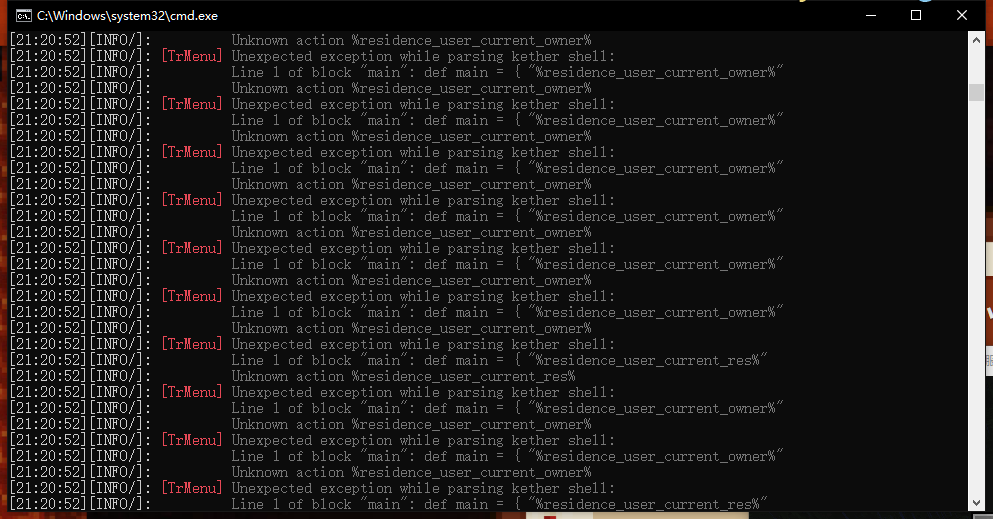 C:\Windows\system32\cmd.exe
[21:20:52][INFO/]: Unknown action %residence_user_current_owner%
[21:20:52][INFO/]: [TrMenu] Unexpected exception while parsing kether shell:
[21:20:52][INFO/]: Line 1 of block "main": def main = { "%residence_user_current_owner%"
[21:20:52][INFO/]: Unknown action %residence_user_current_owner%
[21:20:52][INFO/]: [TrMenu] Unexpected exception while parsing kether shell:
[21:20:52][INFO/]: Line 1 of block "main": def main = { "%residence_user_current_owner%"
[21:20:52][INFO/]: Unknown action %residence_user_current_owner%
[21:20:52][INFO/]: [TrMenu] Unexpected exception while parsing kether shell:
[21:20:52][INFO/]: Line 1 of block "main": def main = { "%residence_user_current_owner%"
[21:20:52][INFO/]: Unknown action %residence_user_current_owner%
[21:20:52][INFO/]: [TrMenu] Unexpected exception while parsing kether shell:
[21:20:52][INFO/]: Line 1 of block "main": def main = { "%residence_user_current_owner%"
[21:20:52][INFO/]: Unknown action %residence_user_current_owner%
[21:20:52][INFO/]: [TrMenu] Unexpected exception while parsing kether shell:
[21:20:52][INFO/]: Line 1 of block "main": def main = { "%residence_user_current_owner%"
[21:20:52][INFO/]: Unknown action %residence_user_current_owner%
[21:20:52][INFO/]: [TrMenu] Unexpected exception while parsing kether shell:
[21:20:52][INFO/]: Line 1 of block "main": def main = { "%residence_user_current_owner%"
[21:20:52][INFO/]: Unknown action %residence_user_current_owner%
[21:20:52][INFO/]: [TrMenu] Unexpected exception while parsing kether shell:
[21:20:52][INFO/]: Line 1 of block "main": def main = { "%residence_user_current_res%"
[21:20:52][INFO/]: Unknown action %residence_user_current_res%
[21:20:52][INFO/]: [TrMenu] Unexpected exception while parsing kether shell:
[21:20:52][INFO/]: Line 1 of block "main": def main = { "%residence_user_current_owner%"
[21:20:52][INFO/]: Unknown action %residence_user_current_owner%
[21:20:52][INFO/]: [TrMenu] Unexpected exception while parsing kether shell:
[21:20:52][INFO/]: Line 1 of block "main": def main = { "%residence_user_current_owner%"
[21:20:52][INFO/]: Unknown action %residence_user_current_owner%
[21:20:52][INFO/]: [TrMenu] Unexpected exception while parsing kether shell:
[21:20:52][INFO/]: Line 1 of block "main": def main = { "%residence_user_current_res%"